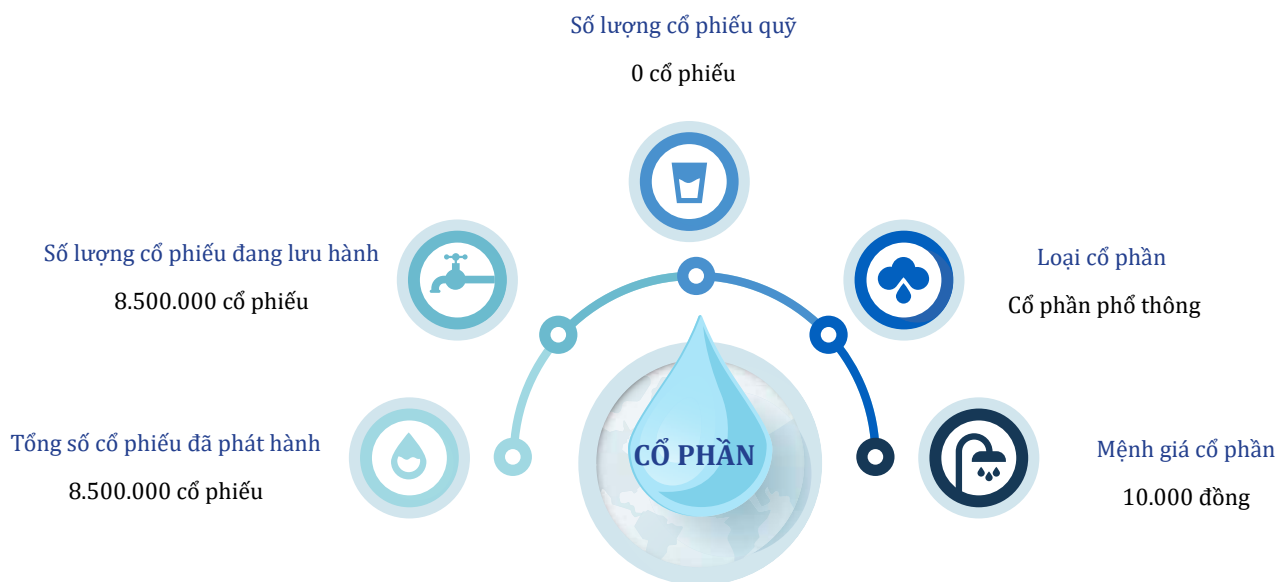 Số lượng cổ phiếu quỹ
0 cổ phiếu
Số lượng cổ phiếu đang lưu hành
8.500.000 cổ phiếu
Loại cổ phần
Cổ phần phổ thông
Tổng số cổ phiếu đã phát hành
8.500.000 cổ phiếu
CỔ PHẦN
Mệnh giá cổ phần
10.000 đồng